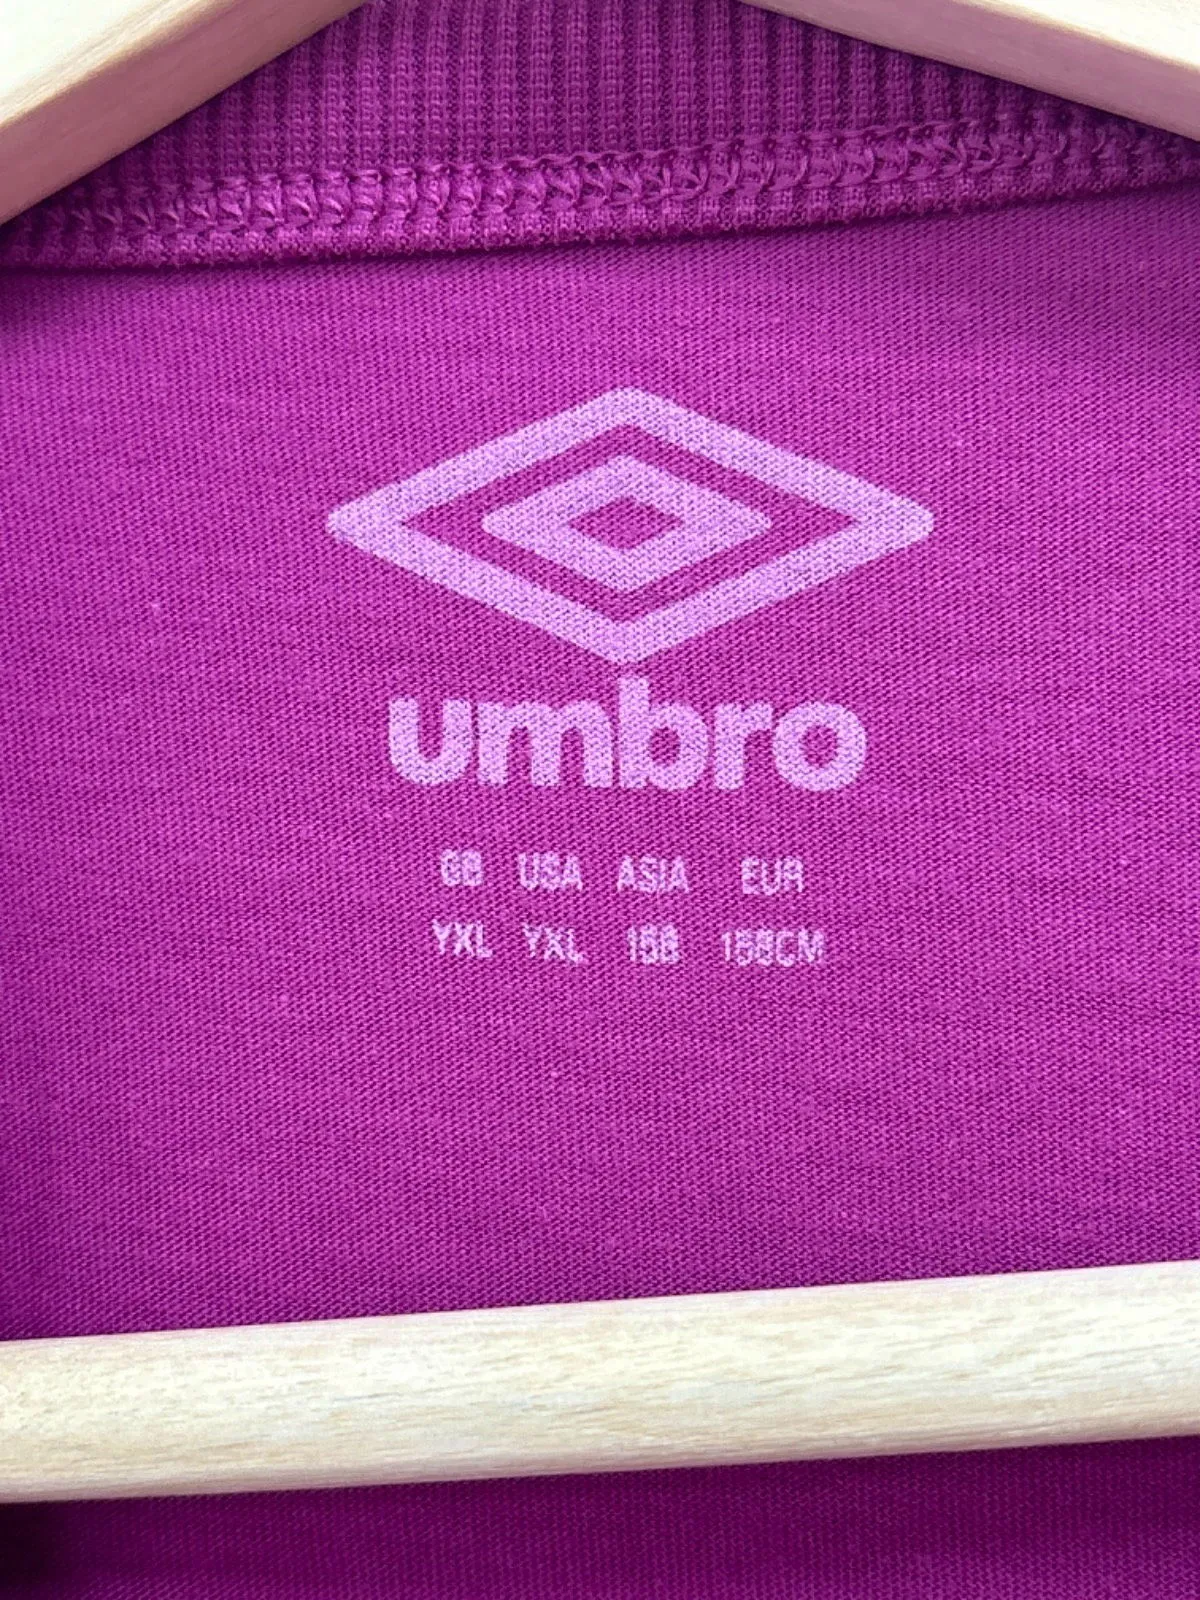 umbro
GB USA ASIA EUR
YXL YXL 158 158CM